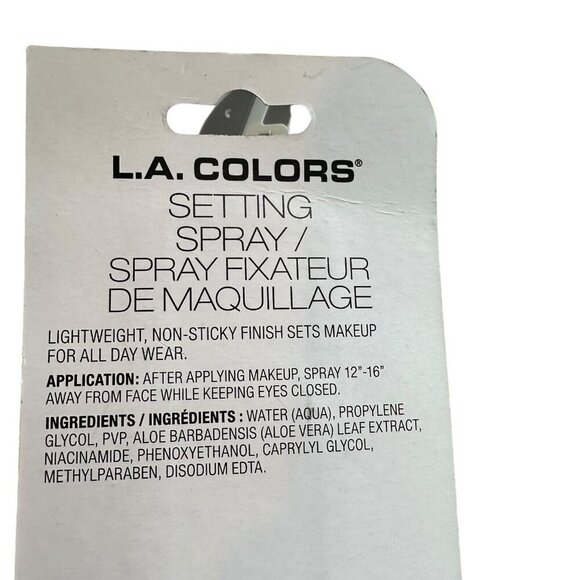 L.A. COLORS®
SETTING
SPRAY /
SPRAY FIXATEUR
DE MAQUILLAGE
LIGHTWEIGHT, NON-STICKY FINISH SETS MAKEUP
FOR ALL DAY WEAR.
APPLICATION: AFTER APPLYING MAKEUP, SPRAY 12"-16"
AWAY FROM FACE WHILE KEEPING EYES CLOSED.
INGREDIENTS / INGRÉDIENTS : WATER (AQUA), PROPYLENE
GLYCOL, PVP, ALOE BARBADENSIS (ALOE VERA) LEAF EXTRACT,
NIACINAMIDE, PHENOXYETHANOL, CAPRYLYL GLYCOL,
METHYLPARABEN, DISODIUM EDTA.